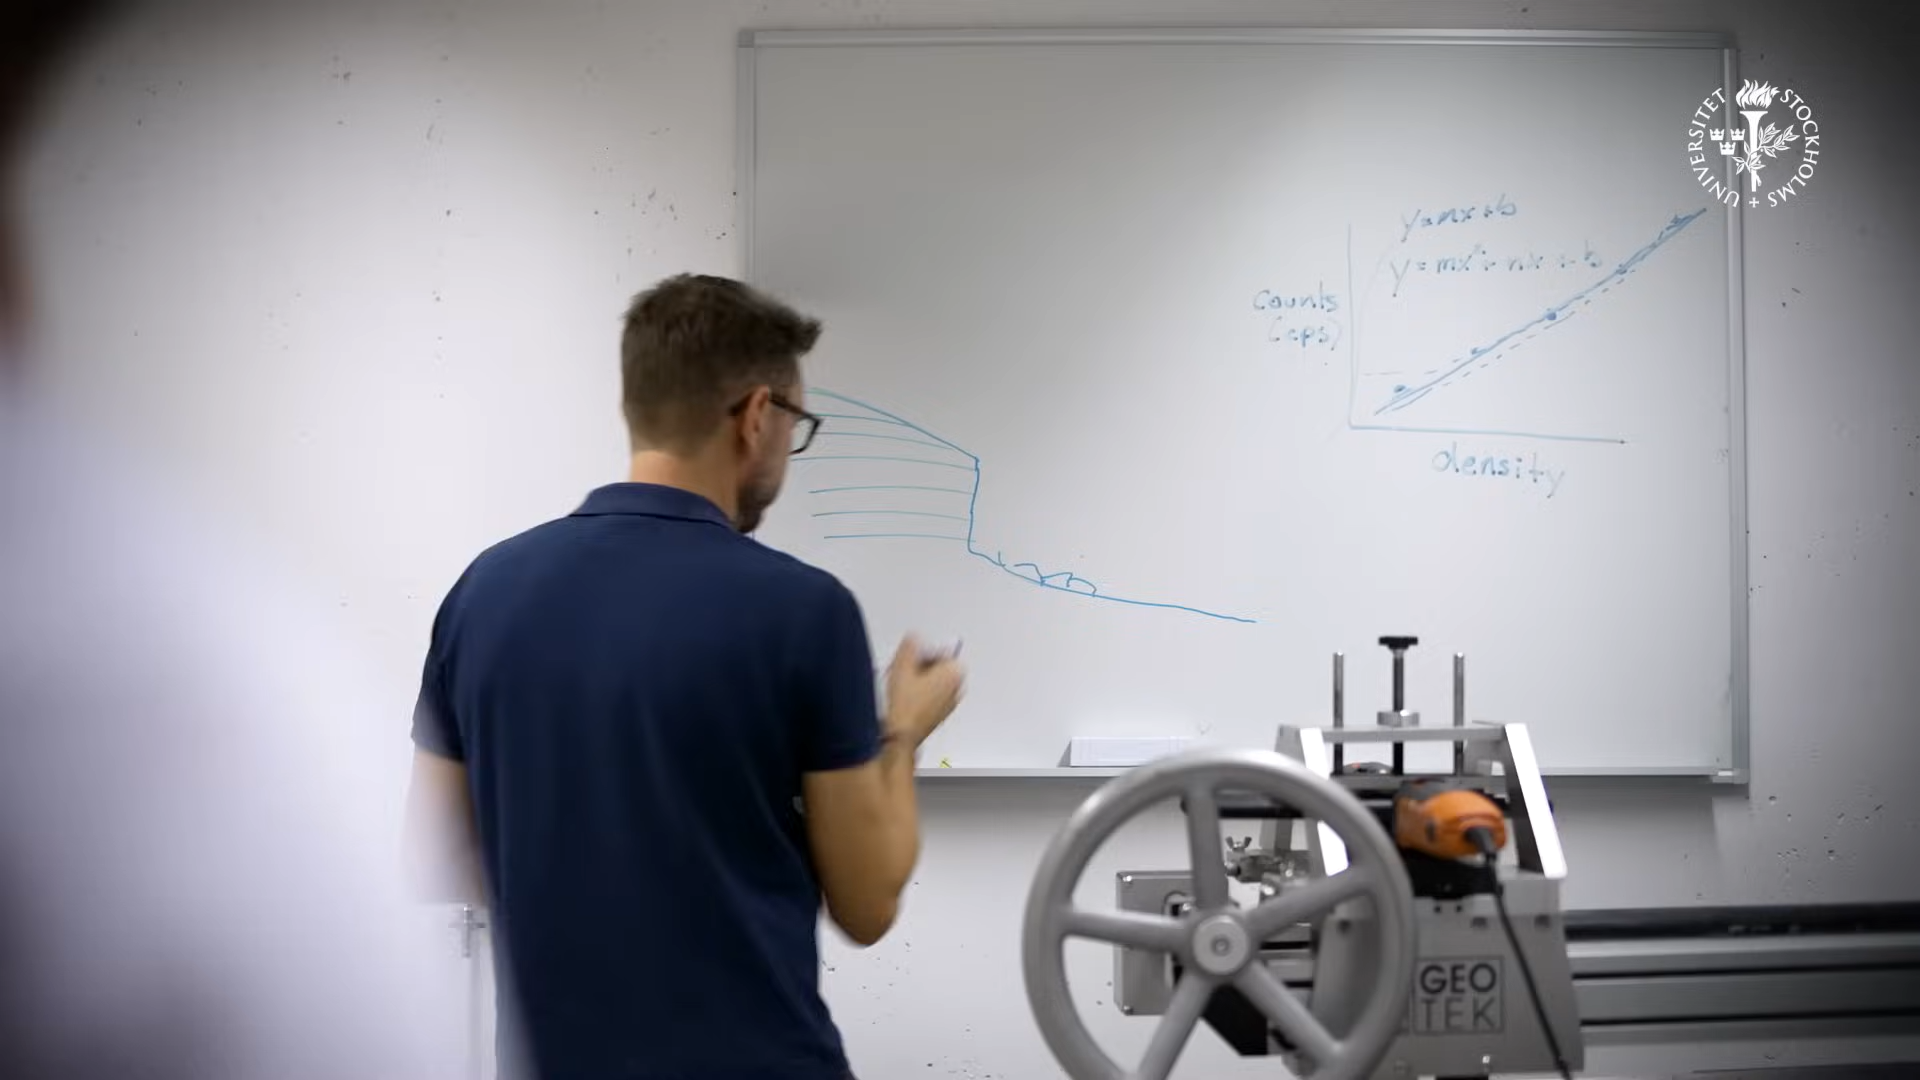 UNIVERSITET STOCKHOLMS +
y=mx+b
y=mx²+nx+b
Counts
(cps)
density
GEO
TEK